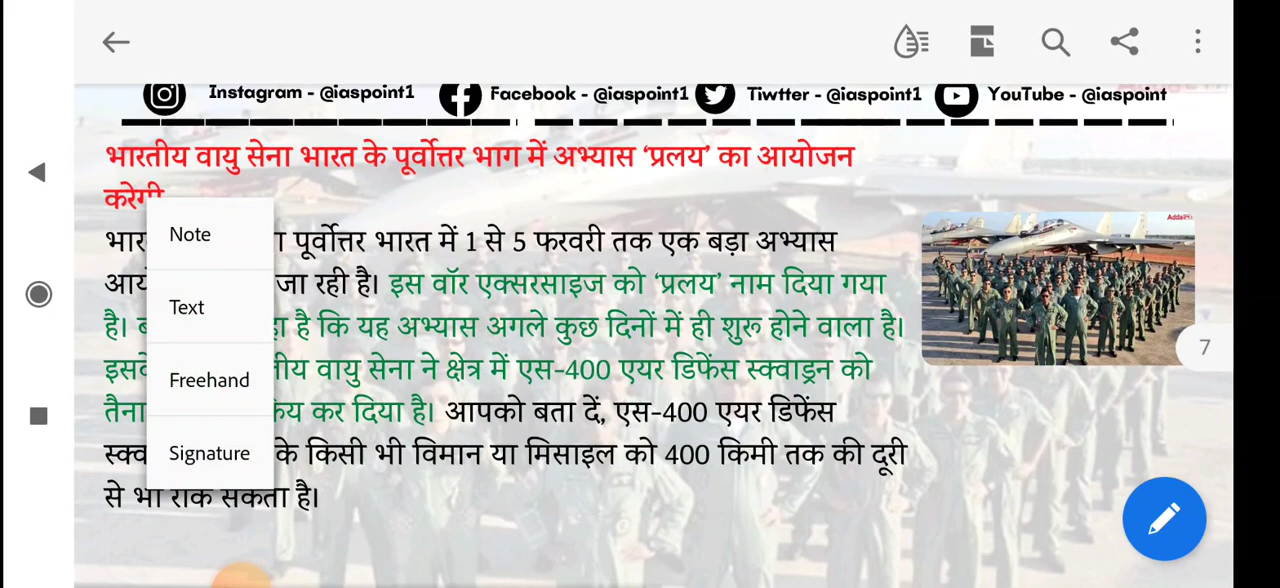 Instagram - @iaspoint1 Facebook - @iaspoint1 Tiwtter - @iaspoint1 YouTube - @iaspoint
भारतीय वायु सेना भारत के पूर्वोत्तर भाग में अभ्यास ‘प्रलय’ का आयोजन
करेगी
Adda
भार पूर्वोत्तर भारत में 1 से 5 फरवरी तक एक बड़ा अभ्यास
आये जा रही है। इस वॉर एक्सरसाइज को ‘प्रलय’ नाम दिया गया
है। है कि यह अभ्यास अगले कुछ दिनों में ही शुरू होने वाला है।
तीय वायु सेना ने क्षेत्र में एस-400 एयर डिफेंस स्क्वाड्रन को
तैना कर दिया है। आपको बता दें, एस-400 एयर डिफेंस
के किसी भी विमान या मिसाइल को 400 किमी तक की दूरी
से भी रोक सकता है।
Note
Text
Freehand
Signature
7